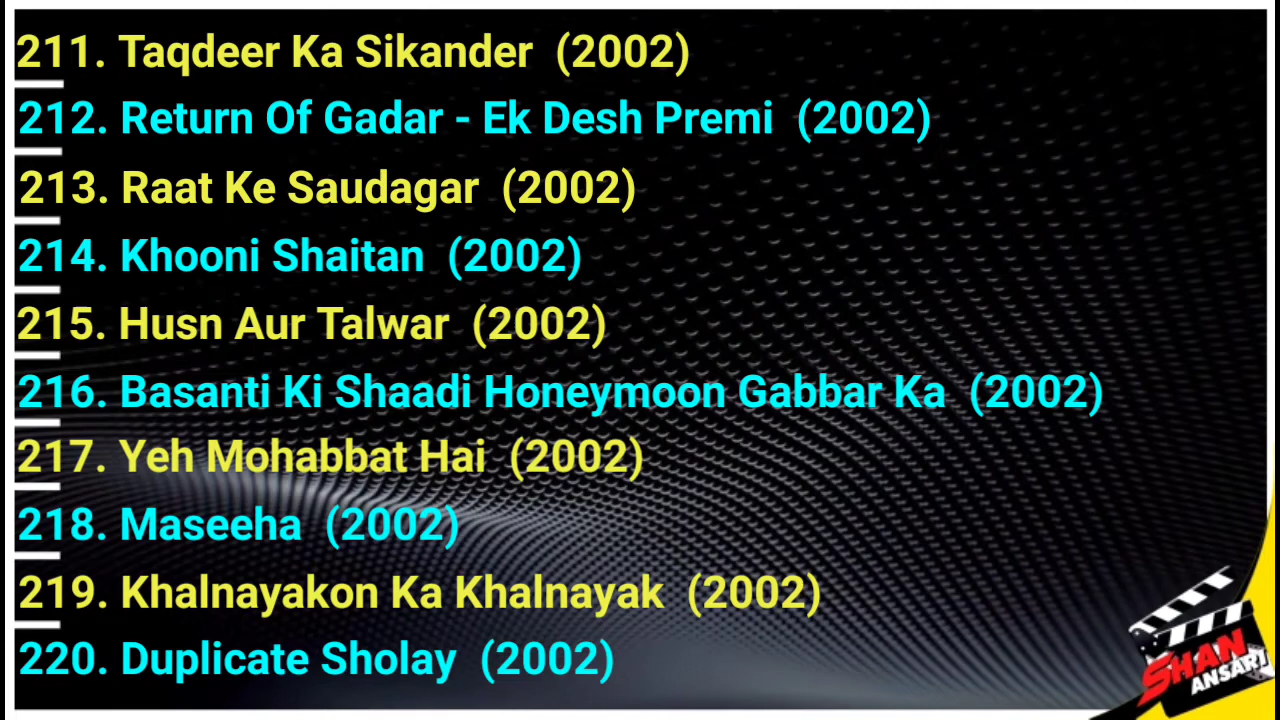 211. Taqdeer Ka Sikander (2002)
212. Return Of Gadar - Ek Desh Premi (2002)
213. Raat Ke Saudagar (2002)
214. Khooni Shaitan (2002)
215. Husn Aur Talwar (2002)
216. Basanti Ki Shaadi Honeymoon Gabbar Ka (2002)
217. Yeh Mohabbat Hai (2002)
218. Maseeha (2002)
219. Khalnayakon Ka Khalnayak (2002)
220. Duplicate Sholay (2002)
SHAN
ANSARI